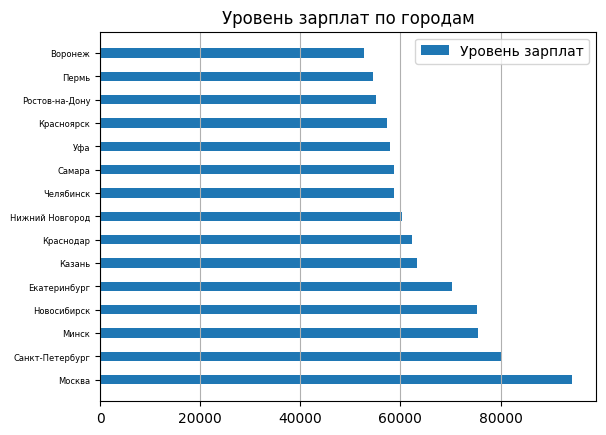 Уровень зарплат по городам
Уровень зарплат
Воронеж
Пермь
Ростов-на-Дону
Красноярск
Уфа
Самара
Челябинск
Нижний Новгород
Краснодар
Казань
Екатеринбург
Новосибирск
Минск
Санкт-Петербург
Москва
0 20000 40000 60000 80000